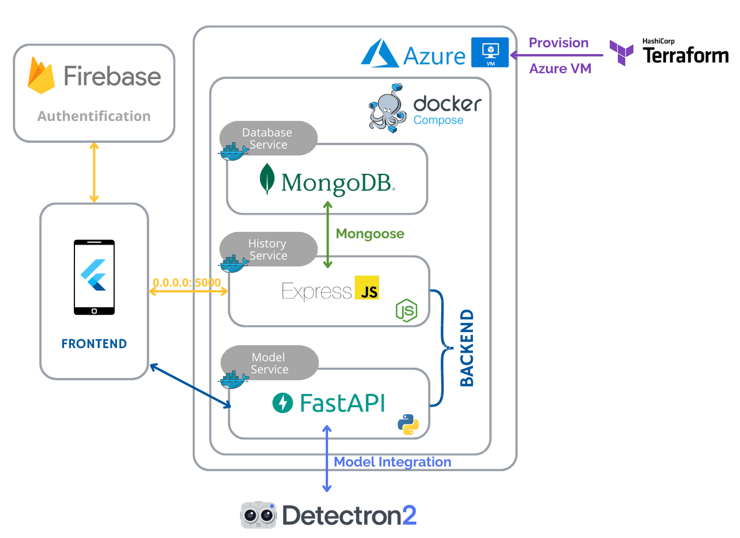 Firebase
Authentification
Azure
VM
Provision
Azure VM
HashiCorp
Terraform
docker
Compose
Database
Service
MongoDB®
Mongoose
History
Service
0.0.0.0: 5000
Express
JS
JS
FRONTEND
BACKEND
Model
Service
FastAPI
Model Integration
Detectron2